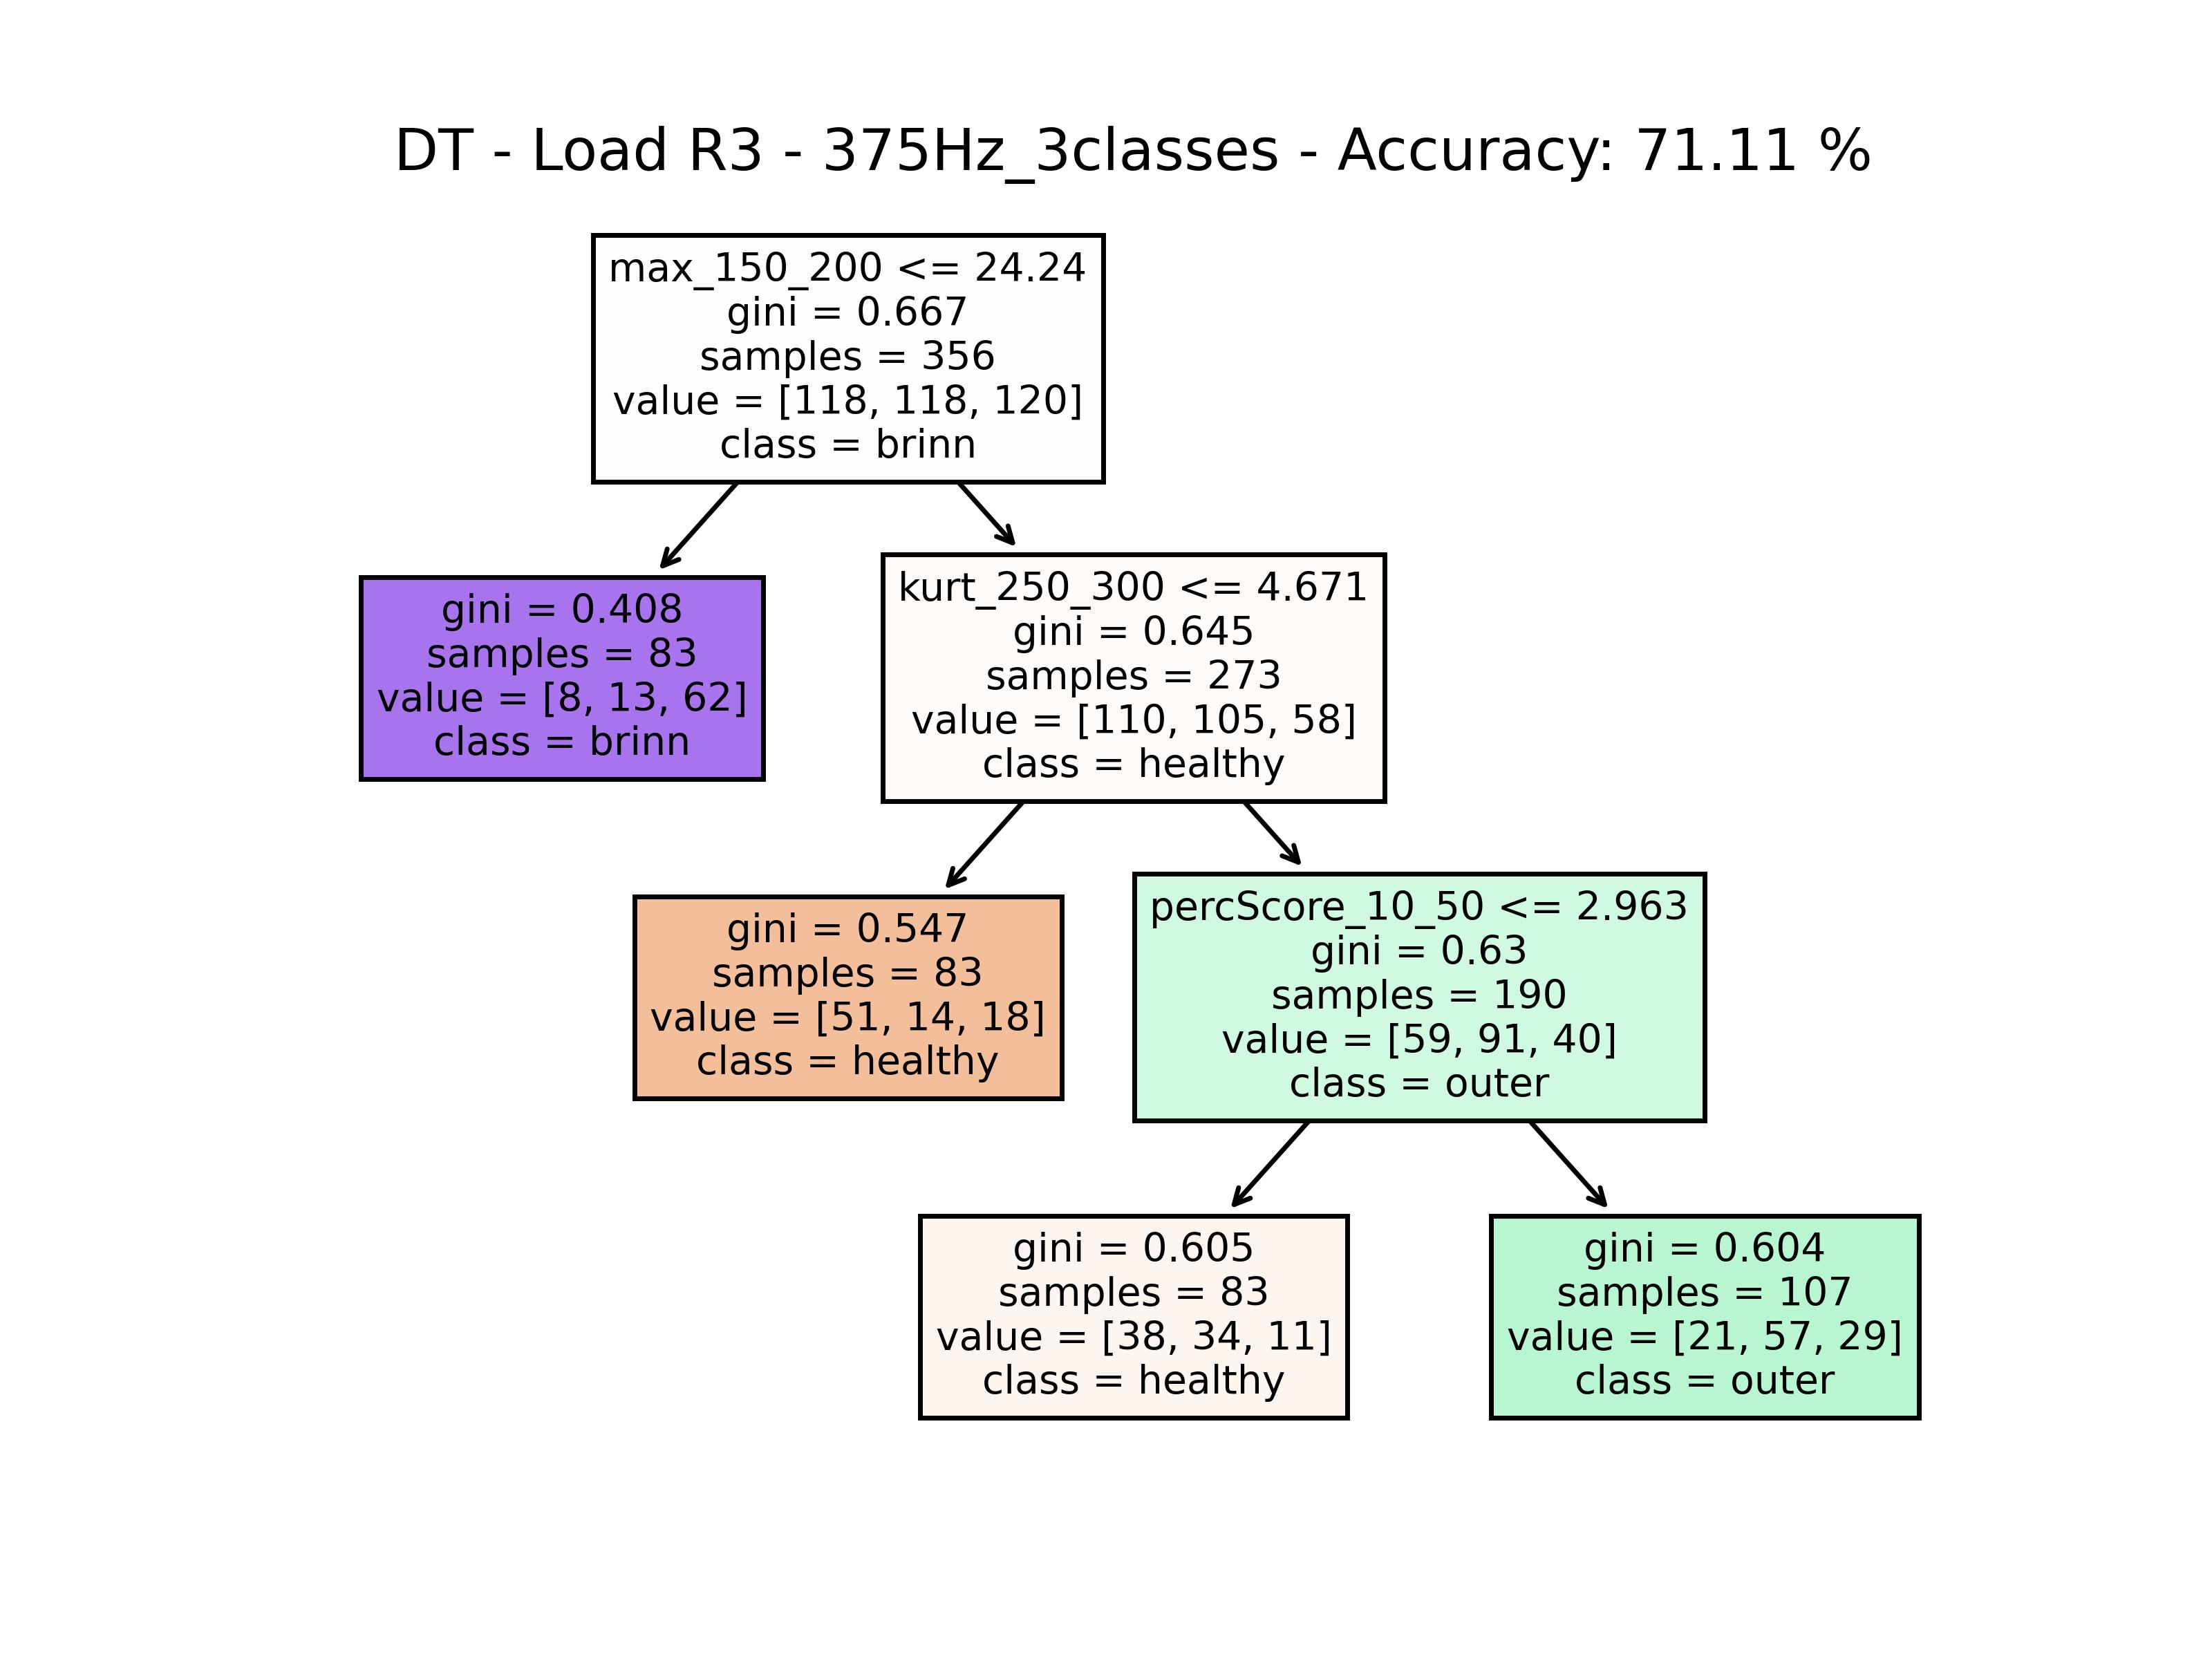 DT - Load R3 - 375Hz_3classes - Accuracy: 71.11 %
max_150_200 <= 24.24
gini = 0.667
samples = 356
value = [118, 118, 120]
class = brinn
gini = 0.408
samples = 83
value = [8, 13, 62]
class = brinn
kurt_250_300 <= 4.671
gini = 0.645
samples = 273
value = [110, 105, 58]
class = healthy
gini = 0.547
samples = 83
value = [51, 14, 18]
class = healthy
percScore_10_50 <= 2.963
gini = 0.63
samples = 190
value = [59, 91, 40]
class = outer
gini = 0.605
samples = 83
value = [38, 34, 11]
class = healthy
gini = 0.604
samples = 107
value = [21, 57, 29]
class = outer